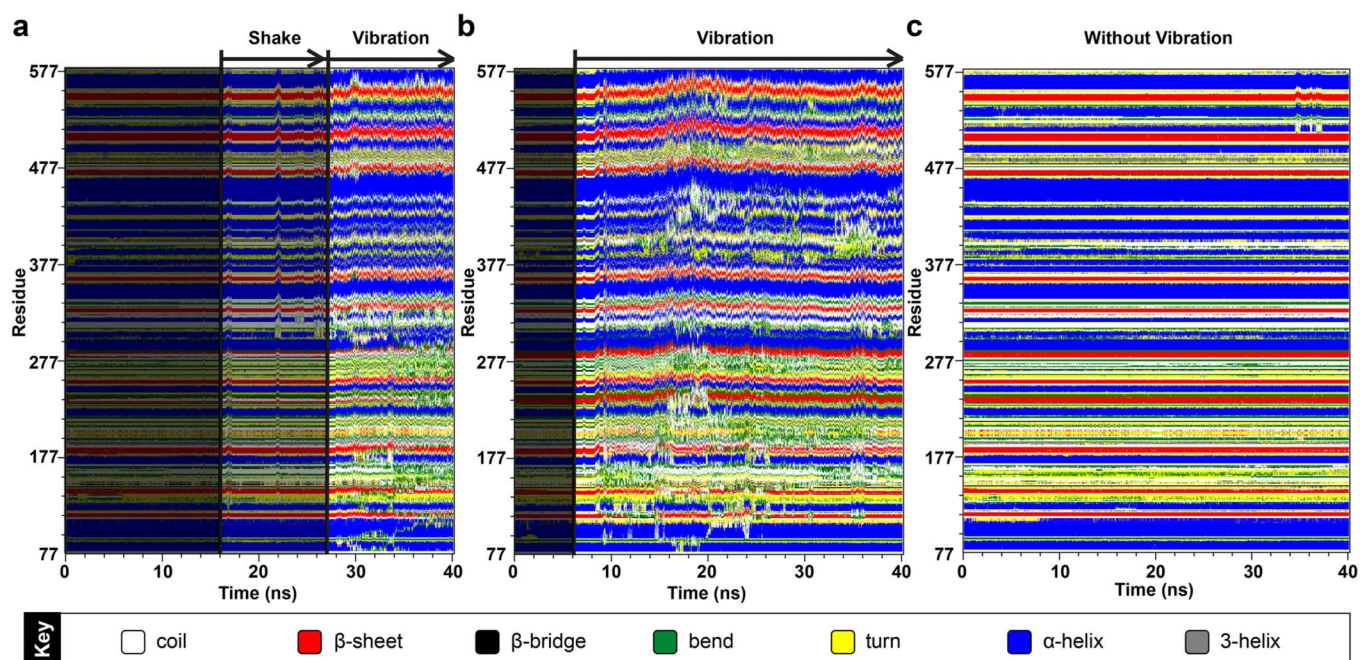 a
Shake
Vibration
b
Vibration
c
Without Vibration
577
477
377
277
177
77
Residue
0
10
20
30
40
Time (ns)
577
477
377
277
177
77
Residue
0
10
20
30
40
Time (ns)
577
477
377
277
177
77
Residue
0
10
20
30
40
Time (ns)
Key
coil
β-sheet
β-bridge
bend
turn
α-helix
3-helix